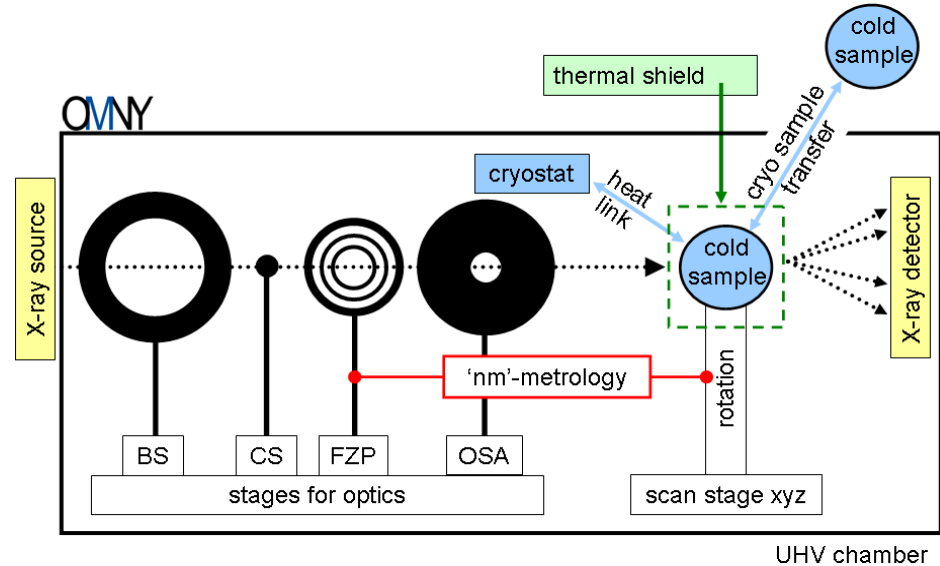 cold
sample
thermal shield
OMNY
cryo sample
transfer
cryostat
heat
link
X-ray source
cold
sample
X-ray detector
'nm'-metrology
rotation
BS
CS
FZP
OSA
stages for optics
scan stage xyz
UHV chamber